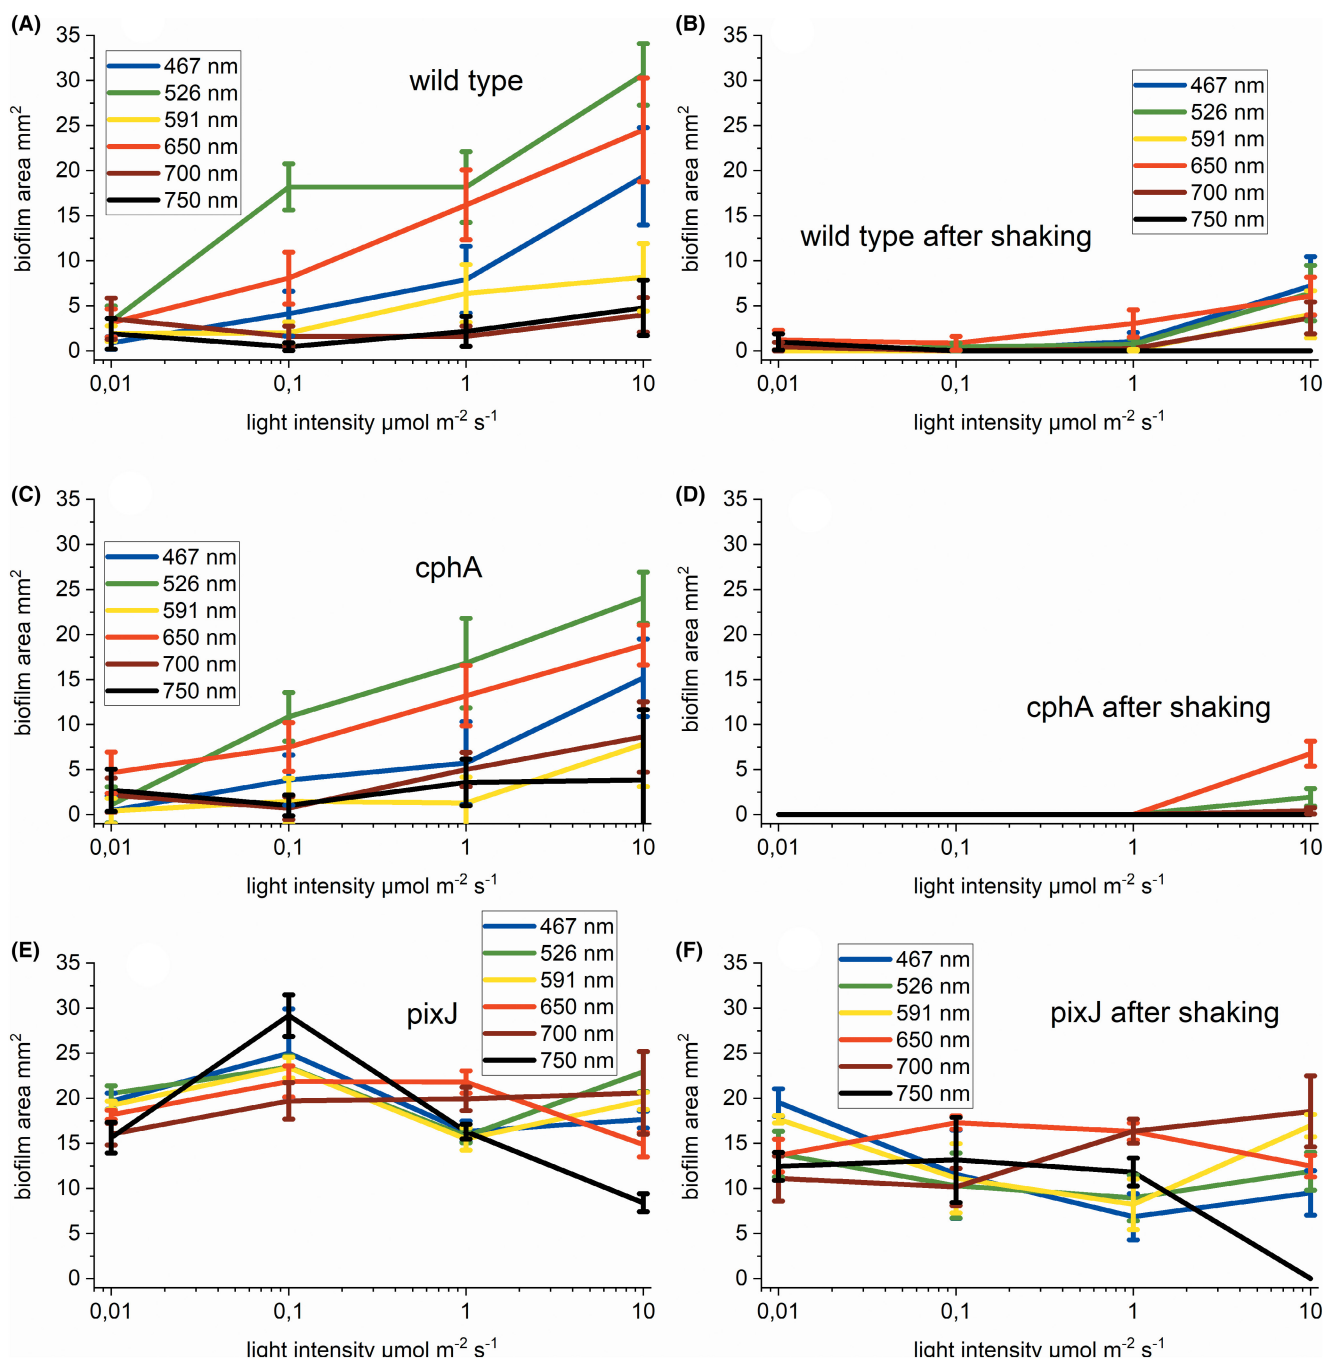 (A)
35
30
25
20
15
10
5
0
biofilm area mm2
467 nm
526 nm
591 nm
650 nm
700 nm
750 nm
wild type
0,01 0,1 1 10
light intensity µmol m-2 s-1
(B)
35
30
25
20
15
10
5
0
biofilm area mm2
467 nm
526 nm
591 nm
650 nm
700 nm
750 nm
wild type after shaking
0,01 0,1 1 10
light intensity µmol m-2 s-1
(C)
35
30
25
20
15
10
5
0
biofilm area mm2
467 nm
526 nm
591 nm
650 nm
700 nm
750 nm
cphA
0,01 0,1 1 10
light intensity µmol m-2 s-1
(D)
35
30
25
20
15
10
5
0
biofilm area mm2
cphA after shaking
0,01 0,1 1 10
light intensity µmol m-2 s-1
(E)
35
30
25
20
15
10
5
0
biofilm area mm2
467 nm
526 nm
591 nm
650 nm
700 nm
750 nm
pixJ
0,01 0,1 1 10
light intensity µmol m-2 s-1
(F)
35
30
25
20
15
10
5
0
biofilm area mm2
467 nm
526 nm
591 nm
650 nm
700 nm
750 nm
pixJ after shaking
0,01 0,1 1 10
light intensity µmol m-2 s-1